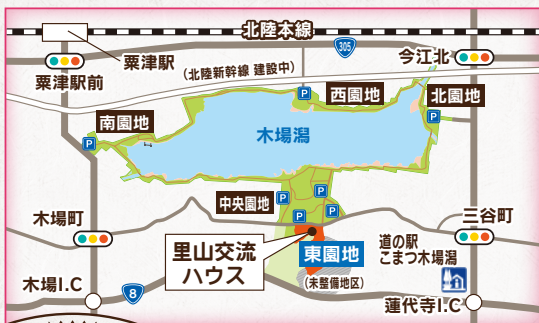 北陸本線
305
粟津駅
今江北
粟津駅前
(北陸新幹線 建設中)
P
西園地
北園地
南園地
P
P
木場潟
中央園地
P
P
P
P
木場町
三谷町
里山交流
ハウス
東園地
(未整備地区)
道の駅
こまつ木場潟
木場I.C
8
蓮代寺I.C